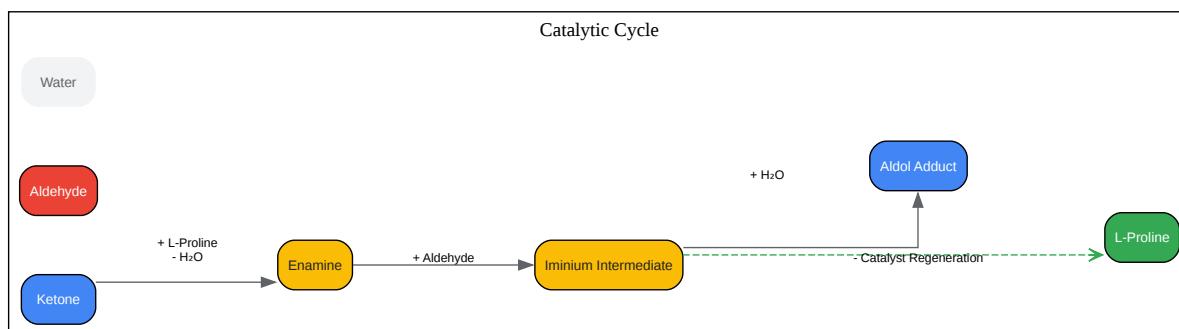 Catalytic Cycle
Water
Aldehyde
Ketone
+ L-Proline
- H₂O
Enamine
+ Aldehyde
Iminium Intermediate
+ H₂O
Aldol Adduct
- Catalyst Regeneration
L-Proline